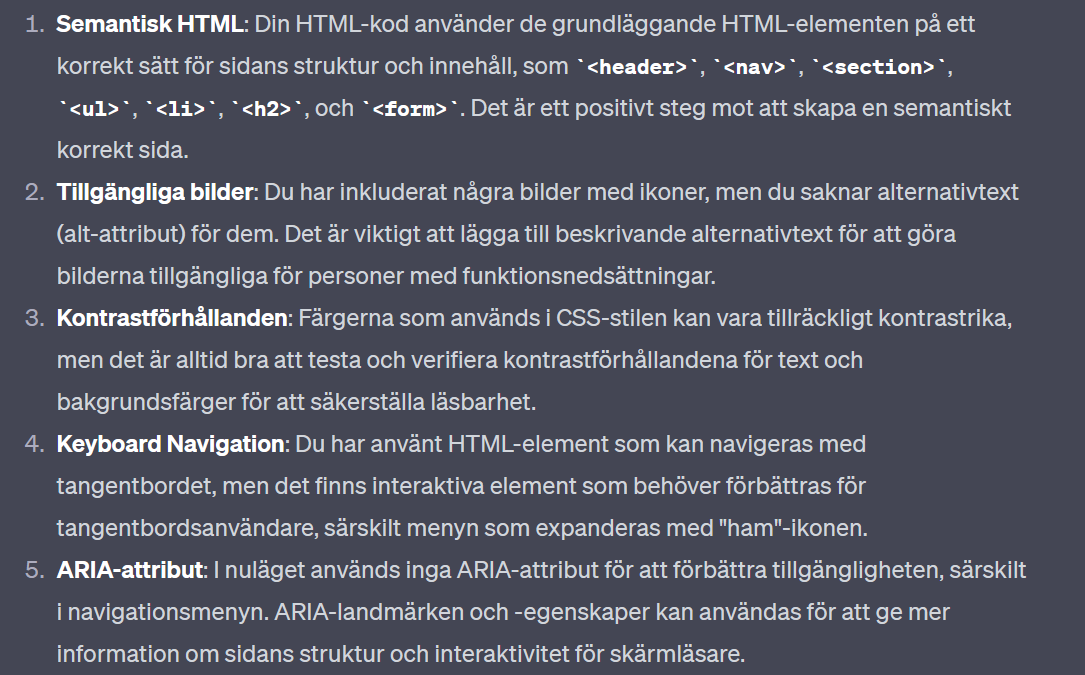 1. Semantisk HTML: Din HTML-kod använder de grundläggande HTML-elementen på ett
korrekt sätt för sidans struktur och innehåll, som `<header>`, `<nav>`, `<section>`,
`<ul>`, `<li>`, `<h2>`, och `<form>`. Det är ett positivt steg mot att skapa en semantiskt
korrekt sida.
2. Tillgängliga bilder: Du har inkluderat några bilder med ikoner, men du saknar alternativtext
(alt-attribut) för dem. Det är viktigt att lägga till beskrivande alternativtext för att göra
bilderna tillgängliga för personer med funktionsnedsättningar.
3. Kontrastförhållanden: Färgerna som används i CSS-stilen kan vara tillräckligt kontrastrika,
men det är alltid bra att testa och verifiera kontrastförhållandena för text och
bakgrundsfärger för att säkerställa läsbarhet.
4. Keyboard Navigation: Du har använt HTML-element som kan navigeras med
tangentbordet, men det finns interaktiva element som behöver förbättras för
tangentbordsanvändare, särskilt menyn som expanderas med "ham"-ikonen.
5. ARIA-attribut: I nuläget används inga ARIA-attribut för att förbättra tillgängligheten, särskilt
i navigationsmenyn. ARIA-landmärken och -egenskaper kan användas för att ge mer
information om sidans struktur och interaktivitet för skärmläsare.